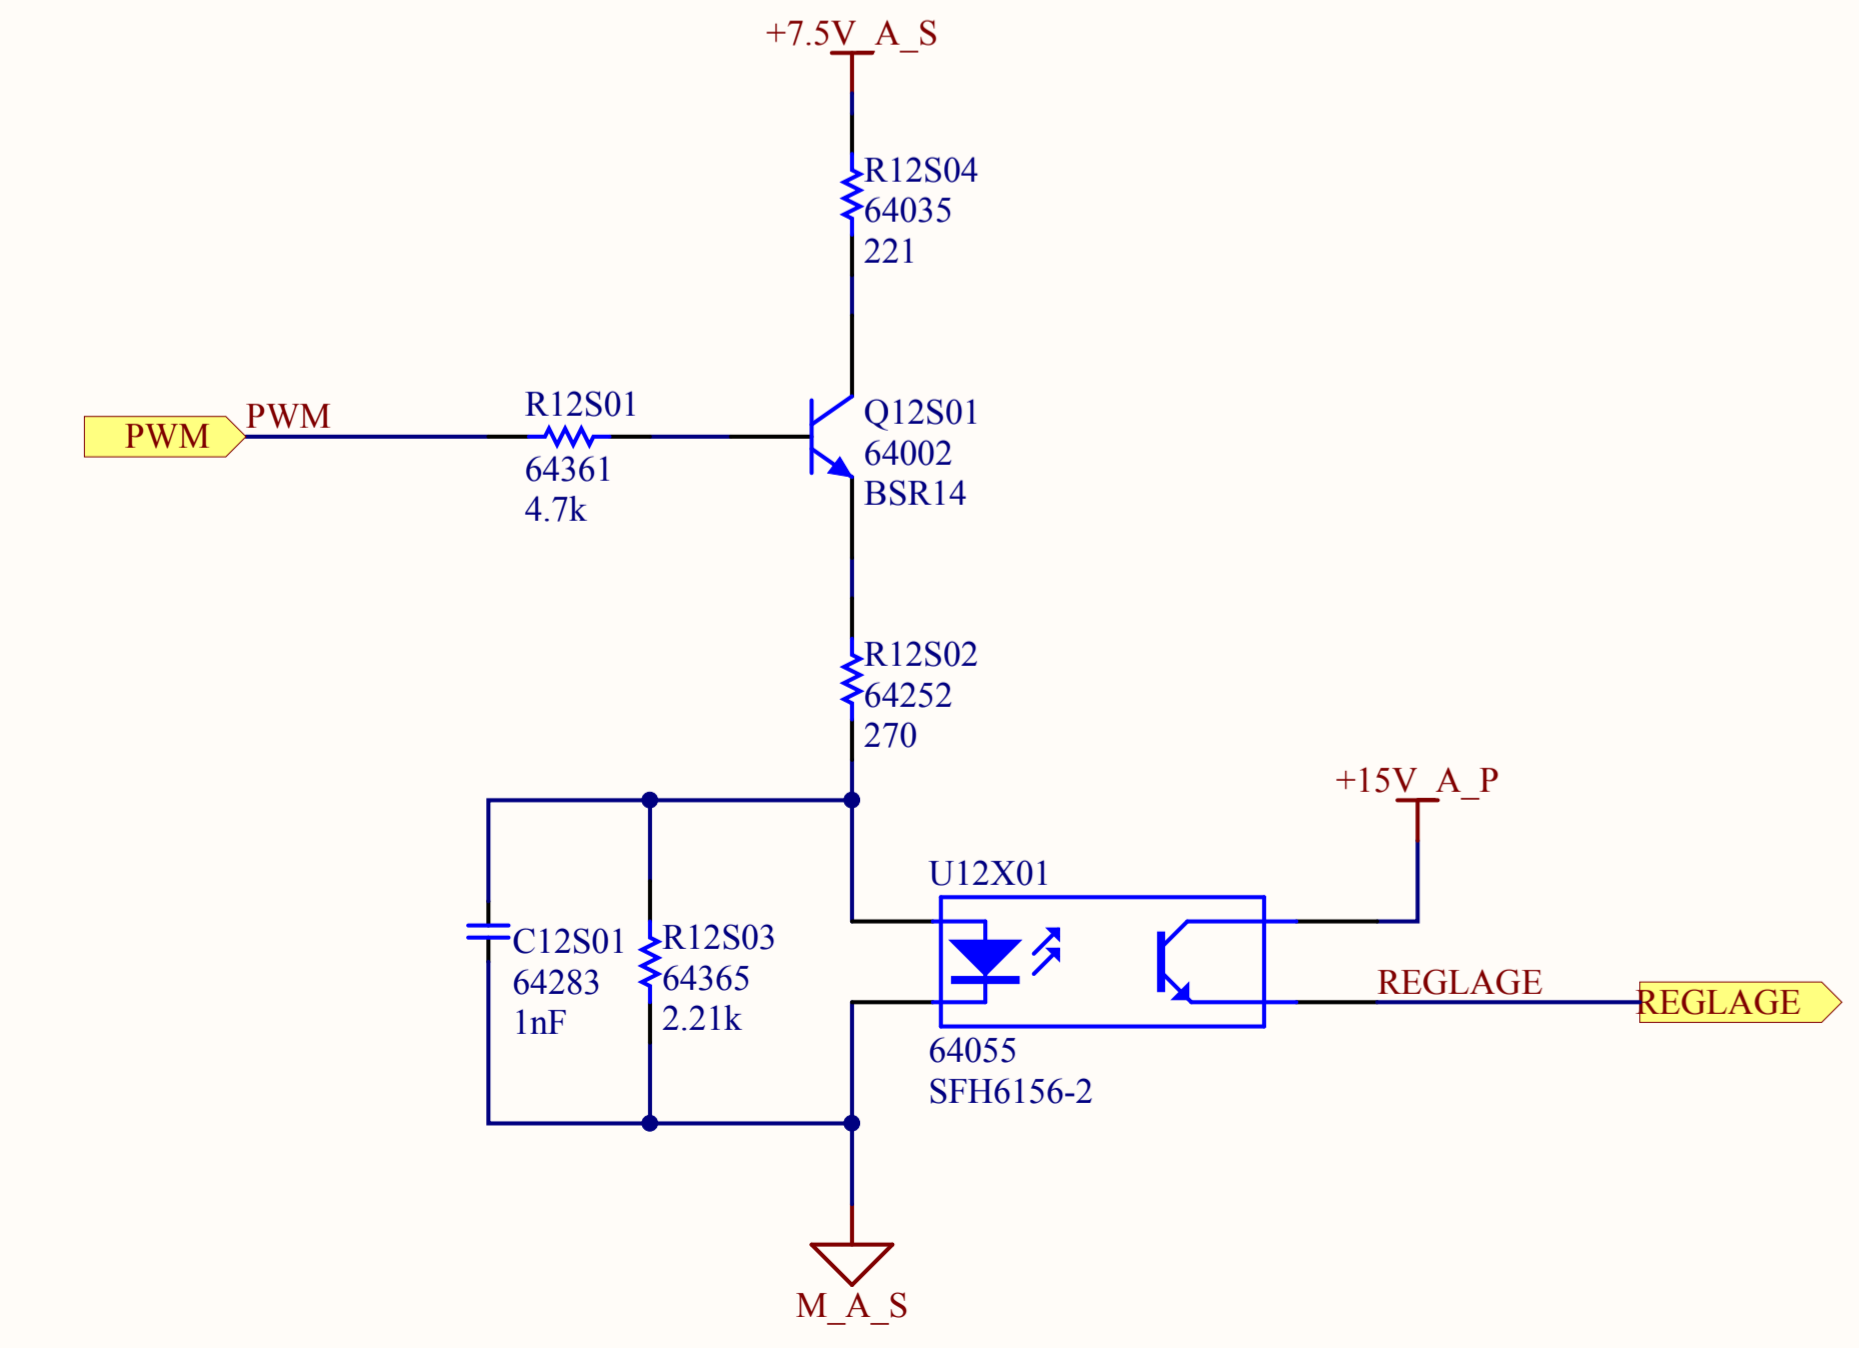 +7.5V_A_S
R12S04
64035
221
PWM
PWM
R12S01
64361
4.7k
Q12S01
64002
BSR14
R12S02
64252
270
+15V_A_P
C12S01
64283
1nF
R12S03
64365
2.21k
U12X01
64055
SFH6156-2
REGLAGE
REGLAGE
M_A_S